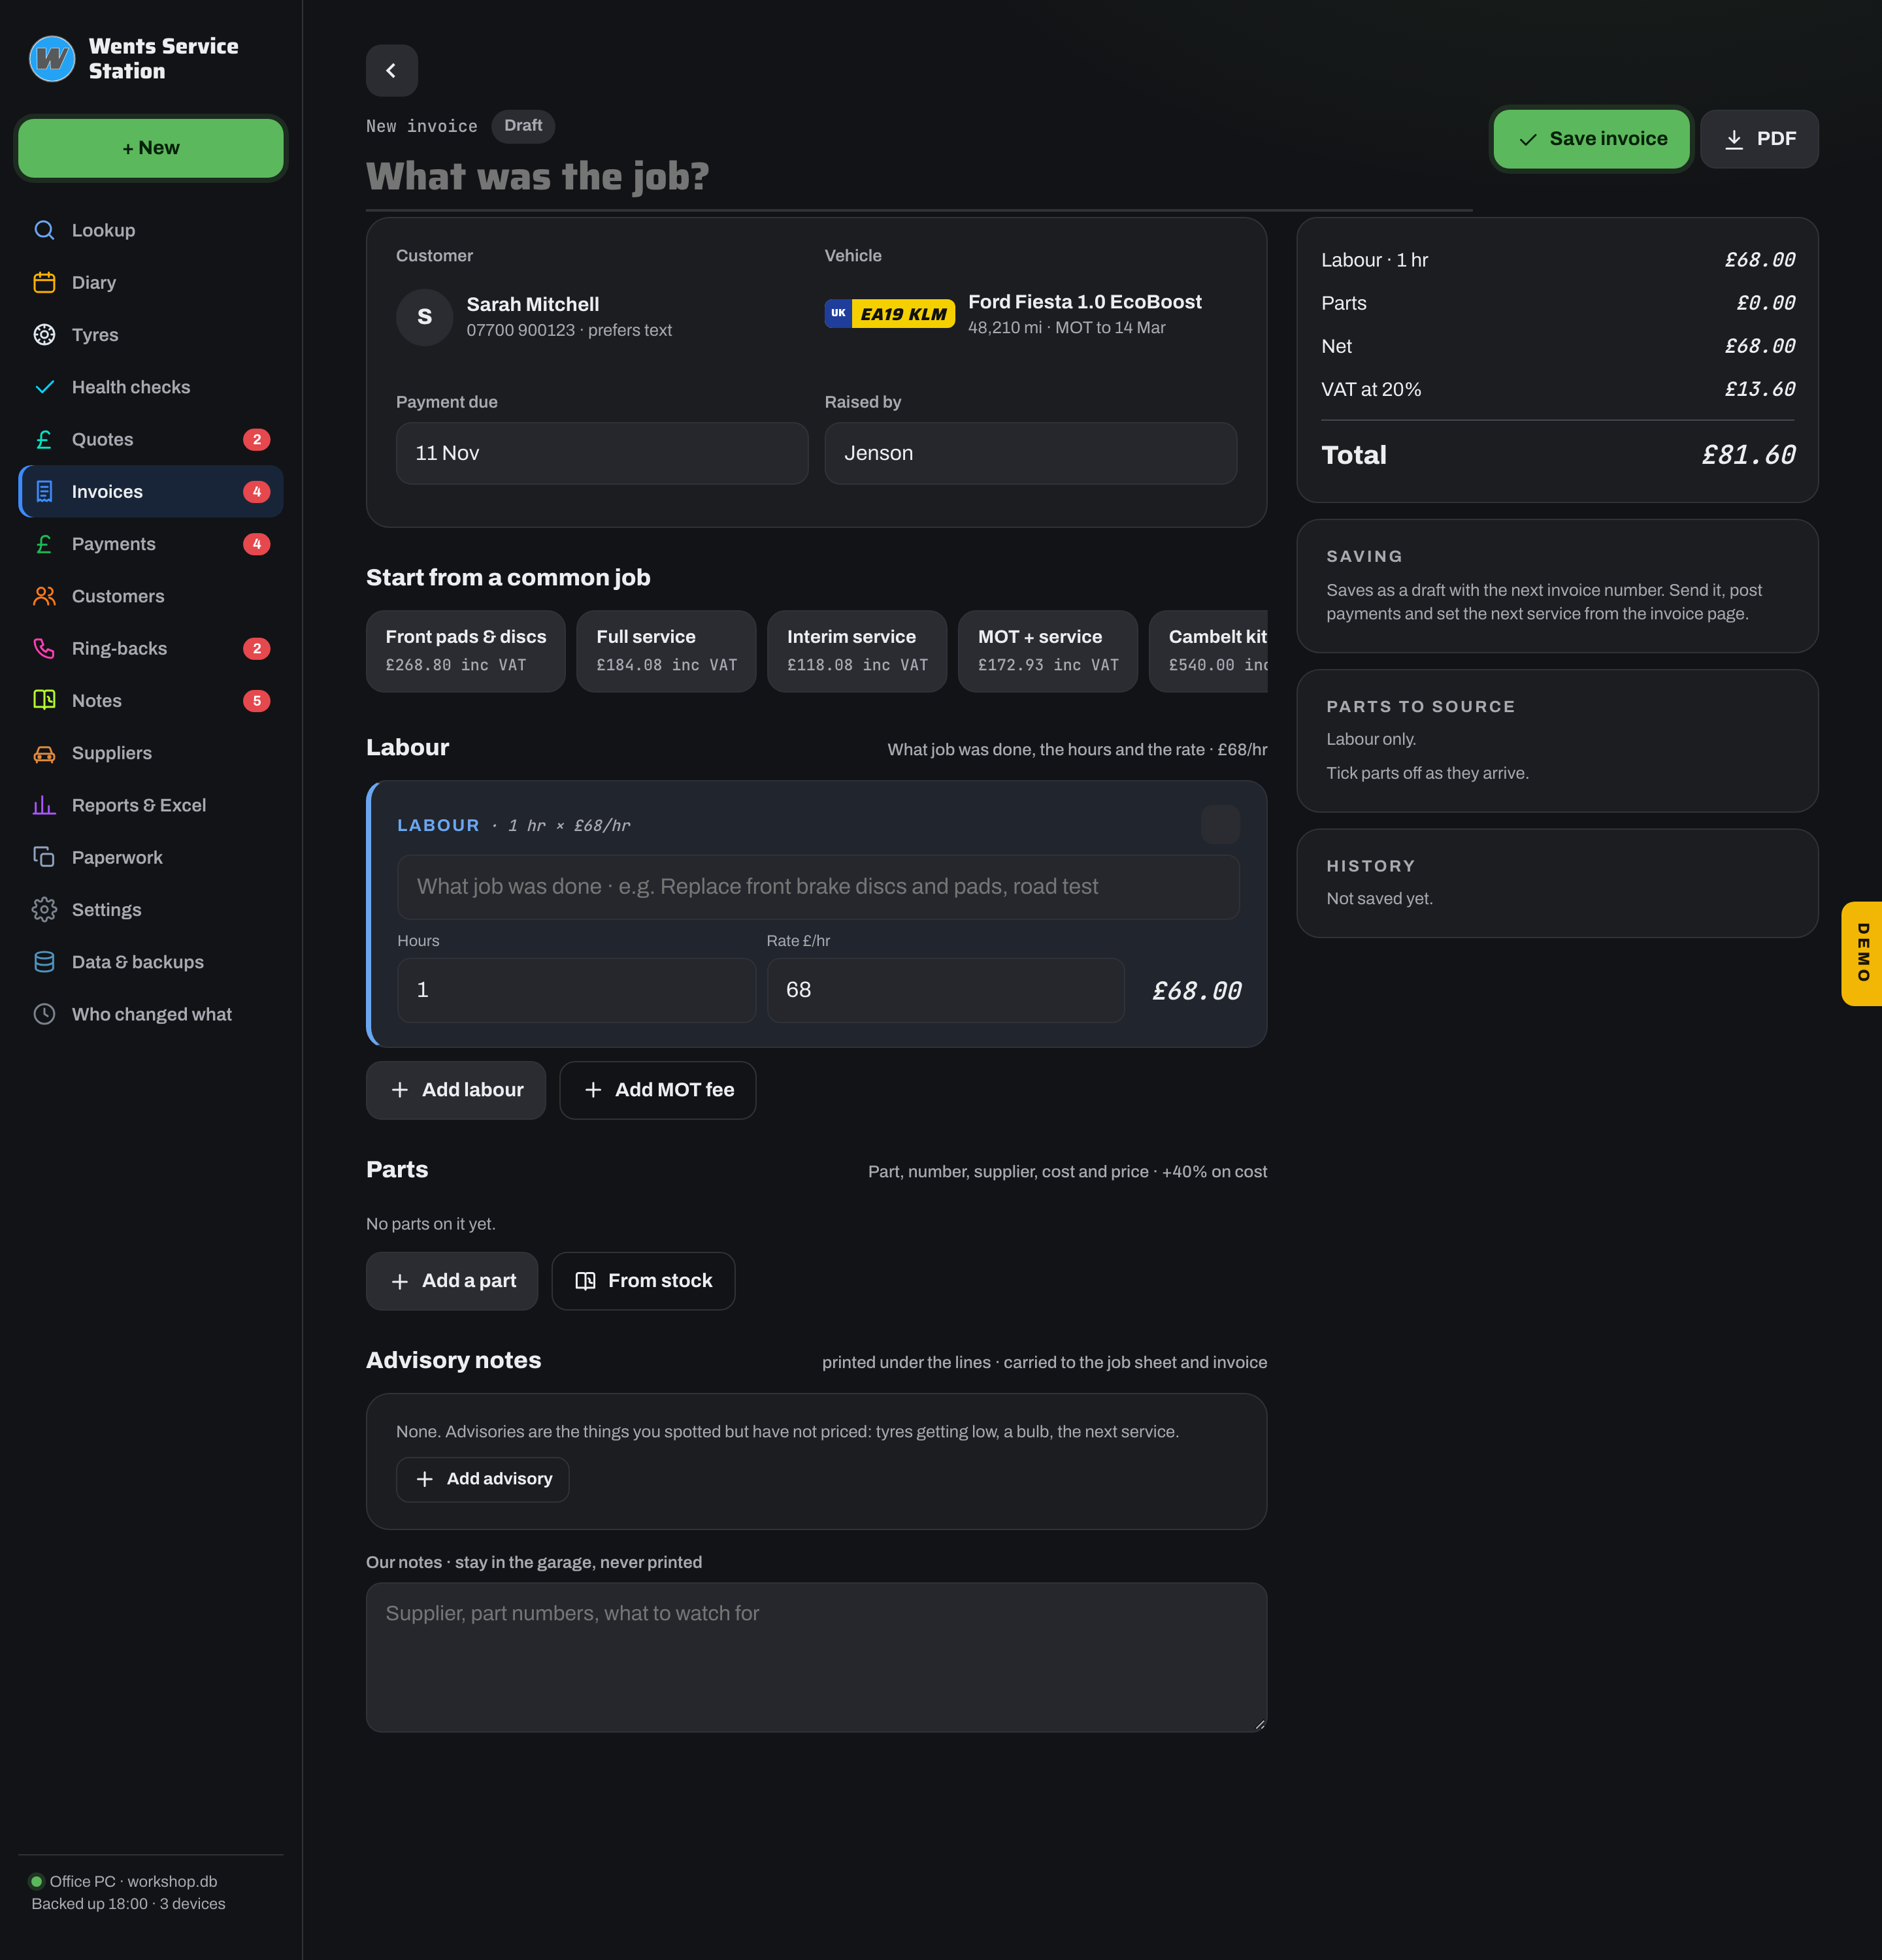 W
Wents Service
Station
+ New
Lookup
Diary
Tyres
Health checks
Quotes 2
Invoices 4
Payments 4
Customers
Ring-backs 2
Notes 5
Suppliers
Reports & Excel
Paperwork
Settings
Data & backups
Who changed what
Office PC · workshop.db
Backed up 18:00 · 3 devices
New invoice Draft
What was the job?
Save invoice PDF
Customer Vehicle
S Sarah Mitchell
07700 900123 · prefers text
UK EA19 KLM Ford Fiesta 1.0 EcoBoost
48,210 mi · MOT to 14 Mar
Payment due Raised by
11 Nov Jenson
Start from a common job
Front pads & discs Full service Interim service MOT + service Cambelt kit
£268.80 inc VAT £184.08 inc VAT £118.08 inc VAT £172.93 inc VAT £540.00 inc
Labour What job was done, the hours and the rate · £68/hr
LABOUR · 1 hr × £68/hr
What job was done · e.g. Replace front brake discs and pads, road test
Hours Rate £/hr
1 68 £68.00
Add labour Add MOT fee
Parts Part, number, supplier, cost and price · +40% on cost
No parts on it yet.
Add a part From stock
Advisory notes printed under the lines · carried to the job sheet and invoice
None. Advisories are the things you spotted but have not priced: tyres getting low, a bulb, the next service.
Add advisory
Our notes · stay in the garage, never printed
Supplier, part numbers, what to watch for
Labour · 1 hr £68.00
Parts £0.00
Net £68.00
VAT at 20% £13.60
Total £81.60
SAVING
Saves as a draft with the next invoice number. Send it, post
payments and set the next service from the invoice page.
PARTS TO SOURCE
Labour only.
Tick parts off as they arrive.
HISTORY
Not saved yet.
DEMO